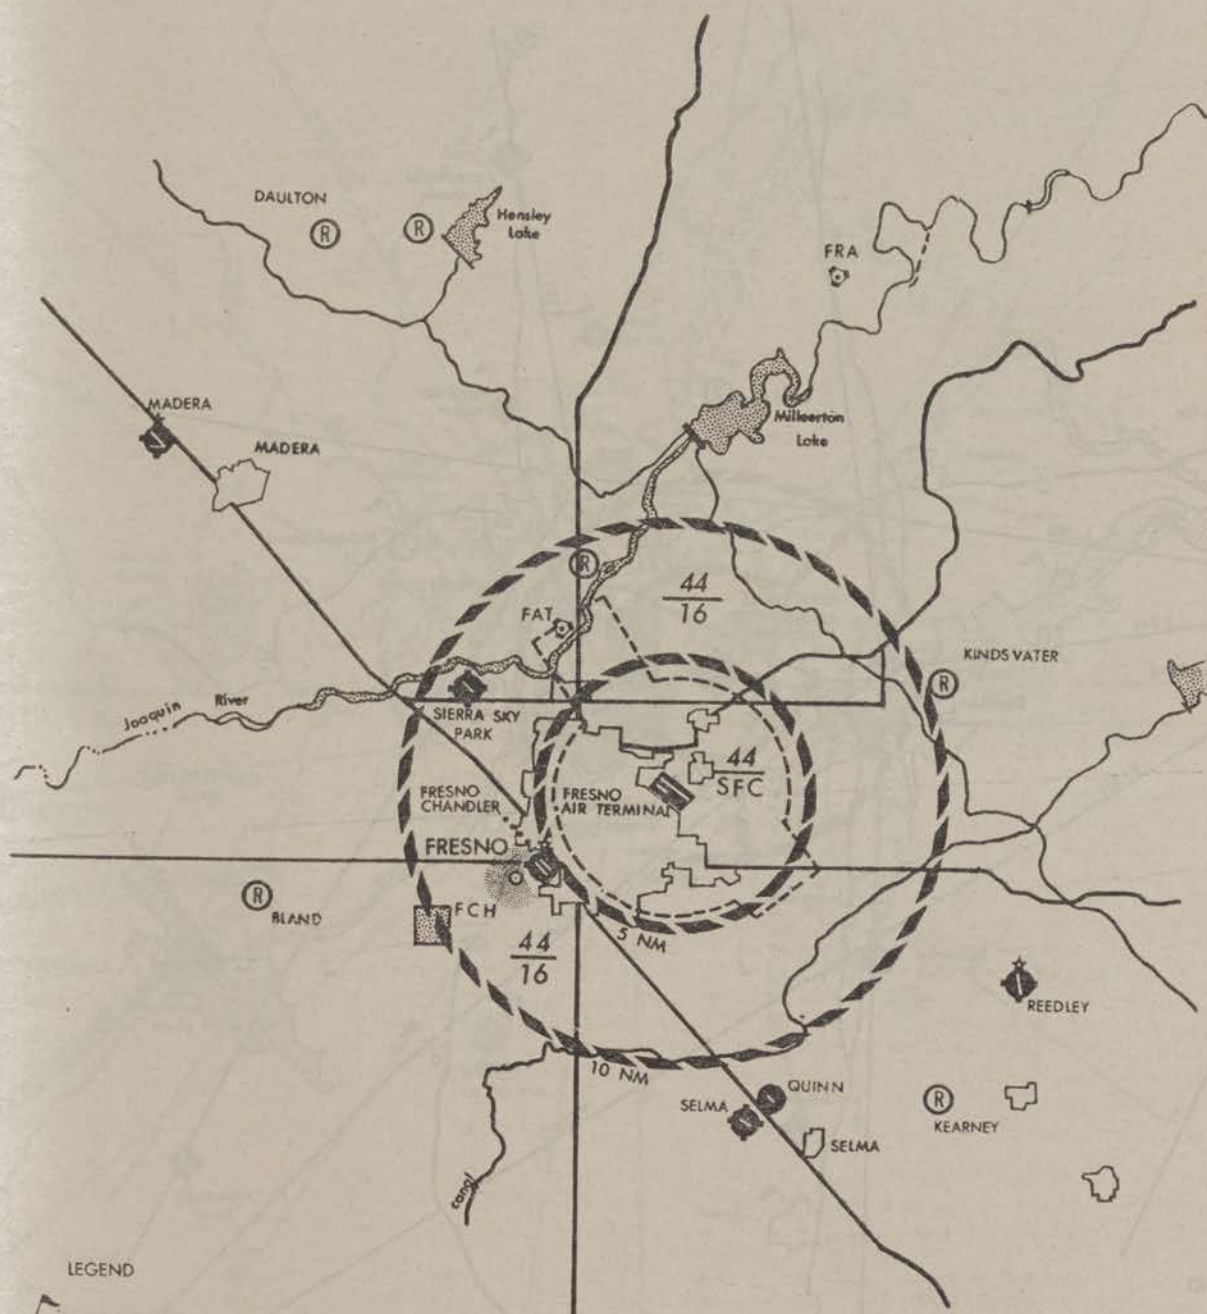 DAULTON
R
R
Hensley
Lake
FRA
MADERA
MADERA
Millerton
Lake
R
44
16
FAT
KINDSVATER
R
Joaquin
River
SIERRA SKY
PARK
44
SFC
FRESNO
CHANDLER
FRESNO
AIR TERMINAL
FRESNO
R
BLAND
FCH
5 NM
44
16
REEDLEY
10 NM
QUINN
SELMA
R
KEARNEY
SELMA
canal
LEGEND